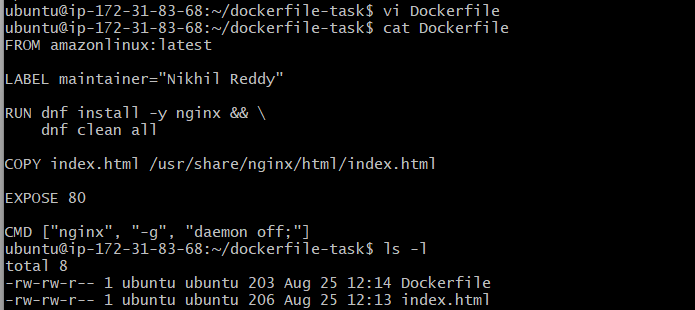 ubuntu@ip-172-31-83-68:~/dockerfile-task$ vi Dockerfile
ubuntu@ip-172-31-83-68:~/dockerfile-task$ cat Dockerfile
FROM amazonlinux:latest

LABEL maintainer="Nikhil Reddy"

RUN dnf install -y nginx && \
    dnf clean all

COPY index.html /usr/share/nginx/html/index.html

EXPOSE 80

CMD ["nginx", "-g", "daemon off;"]
ubuntu@ip-172-31-83-68:~/dockerfile-task$ ls -l
total 8
-rw-rw-r-- 1 ubuntu ubuntu 203 Aug 25 12:14 Dockerfile
-rw-rw-r-- 1 ubuntu ubuntu 206 Aug 25 12:13 index.html